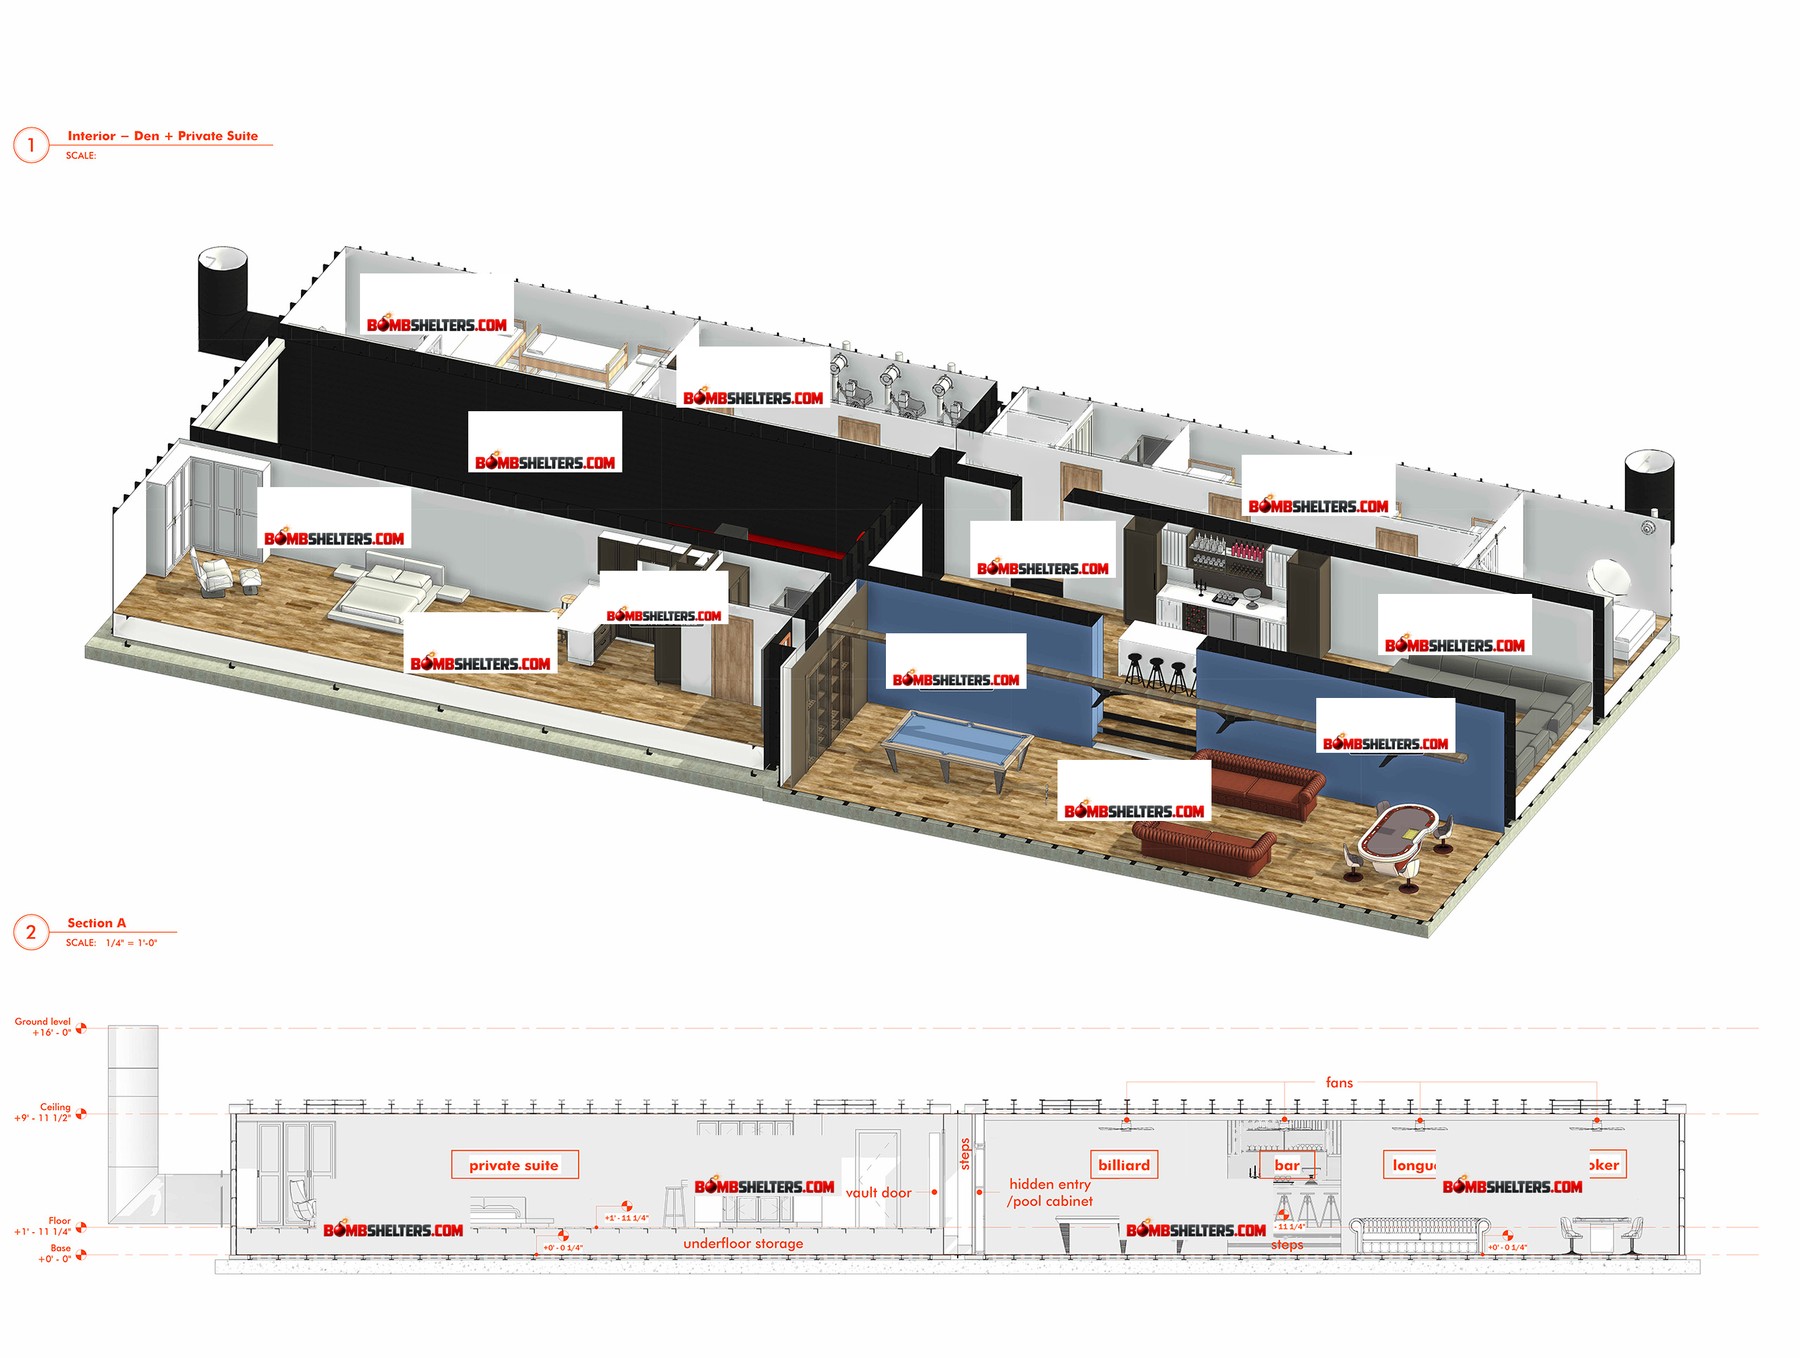 1
Interior – Den + Private Suite
SCALE:
BOMBSHELTERS.COM
BOMBSHELTERS.COM
BOMBSHELTERS.COM
BOMBSHELTERS.COM
BOMBSHELTERS.COM
BOMBSHELTERS.COM
BOMBSHELTERS.COM
BOMBSHELTERS.COM
BOMBSHELTERS.COM
BOMBSHELTERS.COM
BOMBSHELTERS.COM
BOMBSHELTERS.COM
BOMBSHELTERS.COM
2
Section A
SCALE: 1/4" = 1'-0"
Ground level
+16' - 0"
fans
Ceiling
+9' - 11 1/2"
steps
private suite
billiard
bar
longue
oker
BOMBSHELTERS.COM
vault door
hidden entry
/pool cabinet
BOMBSHELTERS.COM
+1' - 11 1/4"
Floor
+1' - 11 1/4"
BOMBSHELTERS.COM
BOMBSHELTERS.COM
- 11 1/4"
underfloor storage
steps
Base
+0' - 0"
+0' - 0 1/4"
+0' - 0 1/4"